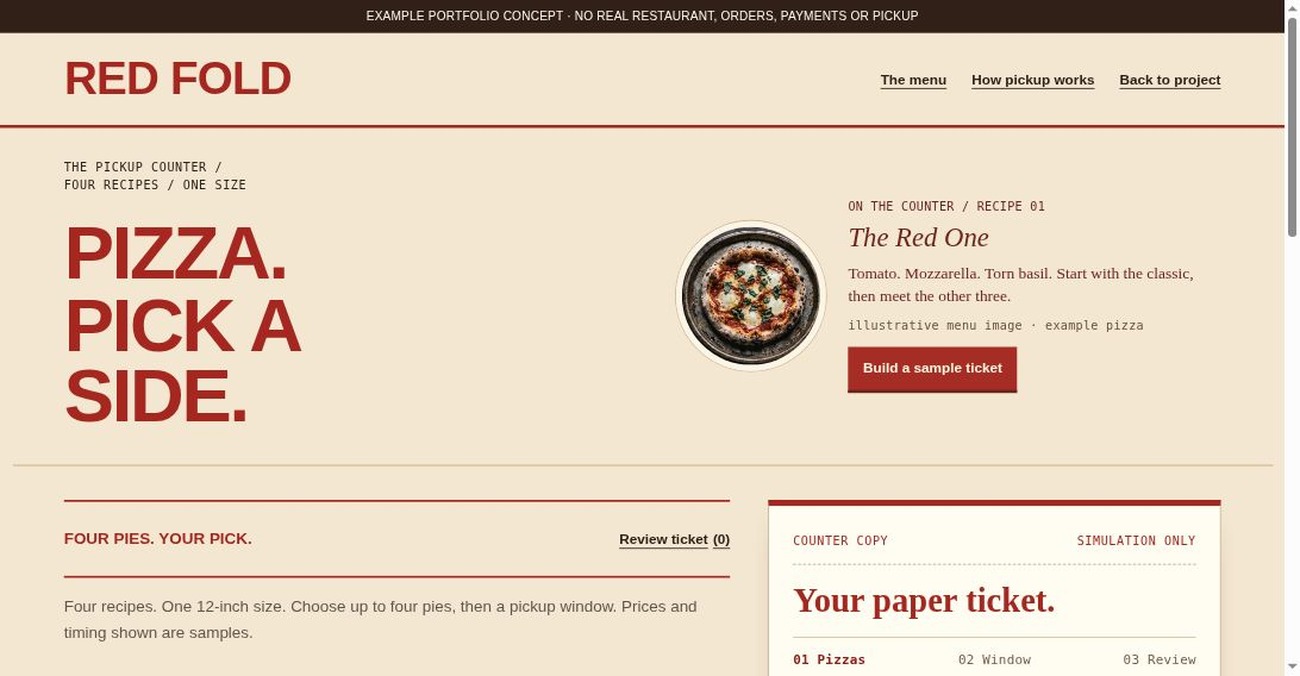 EXAMPLE PORTFOLIO CONCEPT · NO REAL RESTAURANT, ORDERS, PAYMENTS OR PICKUP
RED FOLD
The menu
How pickup works
Back to project
THE PICKUP COUNTER /
FOUR RECIPES / ONE SIZE
PIZZA.
PICK A
SIDE.
ON THE COUNTER / RECIPE 01
The Red One
Tomato. Mozzarella. Torn basil. Start with the classic,
then meet the other three.
illustrative menu image · example pizza
Build a sample ticket
FOUR PIES. YOUR PICK.
Review ticket (0)
Four recipes. One 12-inch size. Choose up to four pies, then a pickup window. Prices and
timing shown are samples.
COUNTER COPY
SIMULATION ONLY
Your paper ticket.
01 Pizzas
02 Window
03 Review